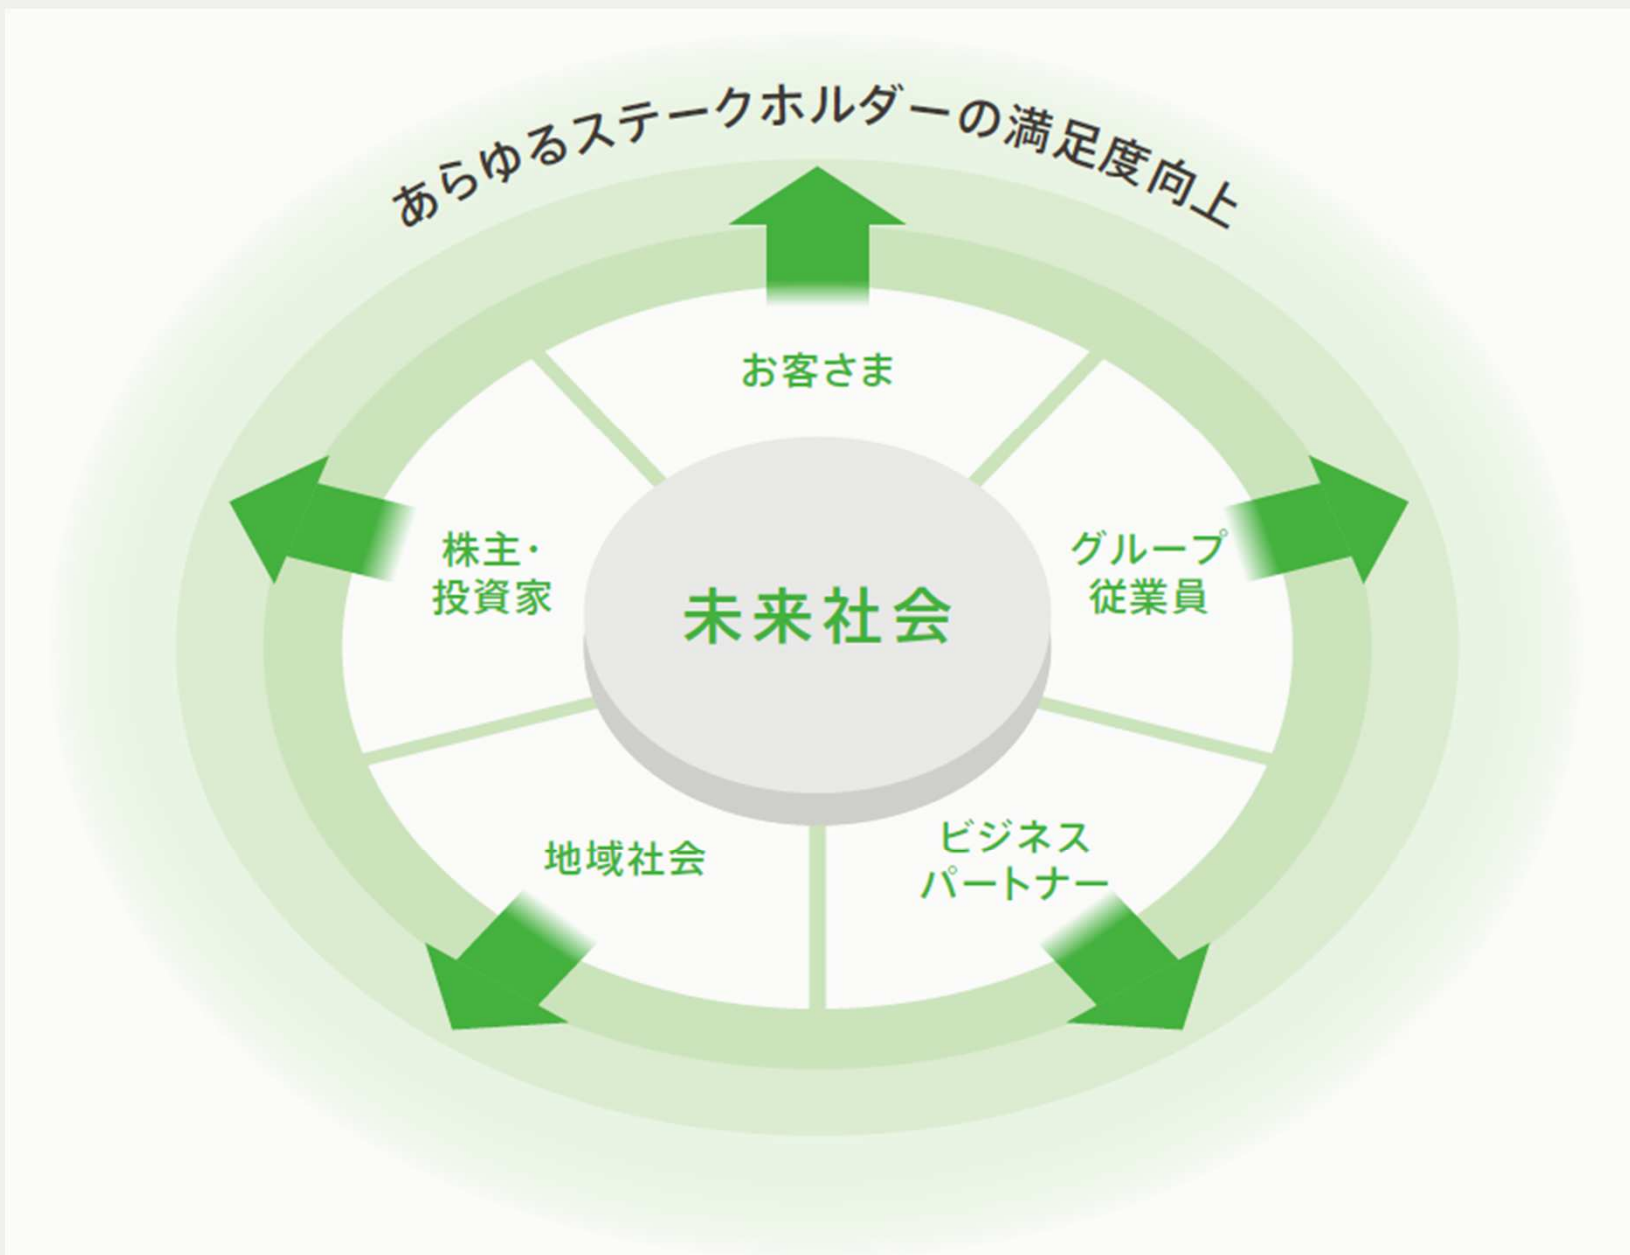 あらゆるステークホルダーの満足度向上
お客さま
株主・
投資家
グループ
従業員
未来社会
地域社会
ビジネス
パートナー